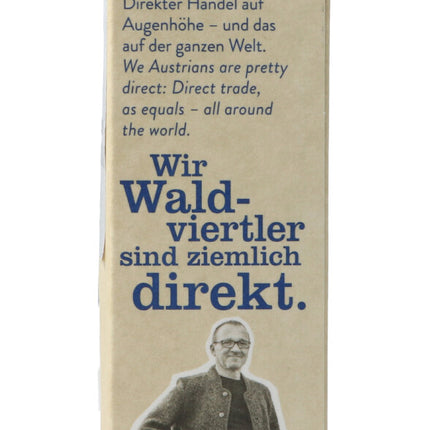 Direkter Handel auf
Augenhöhe – und das
auf der ganzen Welt.
We Austrians are pretty
direct: Direct trade,
as equals – all around
the world.
Wir
Wald-
viertler
sind ziemlich
direkt.